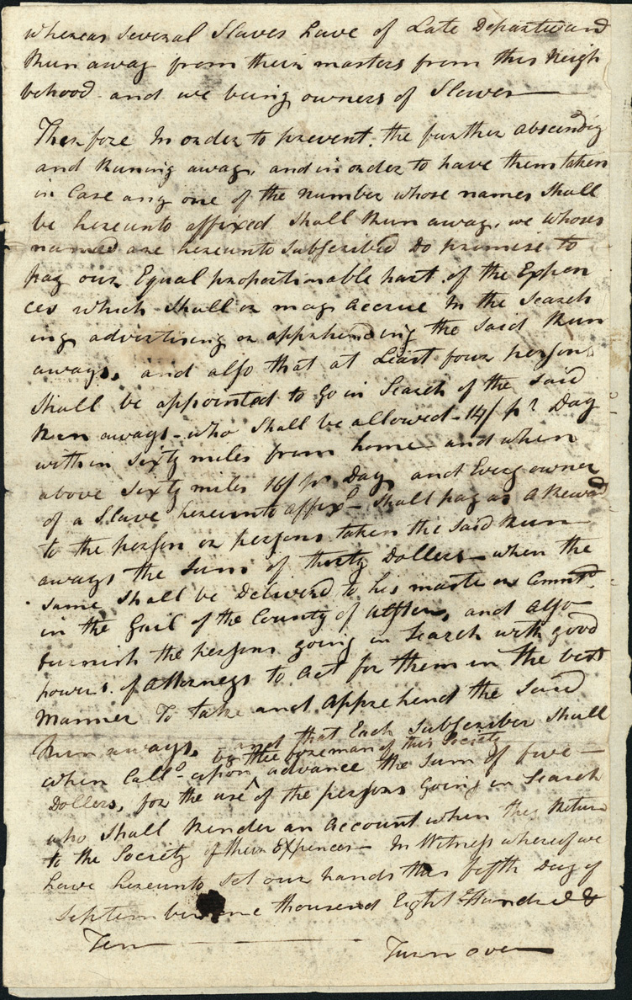 whereas Several Slaves have of Late Departed and
Run away from their masters from this Neigh
behood and we being owners of Slaves
Therefore In order to prevent the further absconding
and Runing away, and in order to have them taken
in Case any one of the number whose names Shall
be hereunto affixed Shall Run away, we whose
names are hereunto Subscribed Do promise to
pay our Equal proportionable part of the Expen
ces which Shall or may accrue In the Search
ing advertising or apprehending the Said Run
aways, and also that at Least four persons
Shall be appointed to Go in Search of the Said
Run aways - who Shall be allowed 14/ pr Day
within Sixty miles from home and when
above Sixty miles 16/ pr Day, and Every owner
of a Slave hereunto affixd Shall pay as a Reward
to the person or persons taken the Said Run
aways the Sum of thirty Dollars when the
Same Shall be Deliverd to his maste or Committd
in the Gail of the County of Ulster, and also
furnish the persons going in Search with good
powers of Attorneys to Act for them in the best
Manner To take and Apprehend the Said
Run aways, and that Each Subscriber Shall
by the foreman of this Society
when Calld upon ^ advance the Sum of five
Dollers, for the use of the persons Going in Search
who Shall Render an Account when the Return
to the Society of their Expences - In Witness whereof we
have hereunto Set our hands this fifth Day of
September one thousand Eight Hundred &
Ten
Turn over